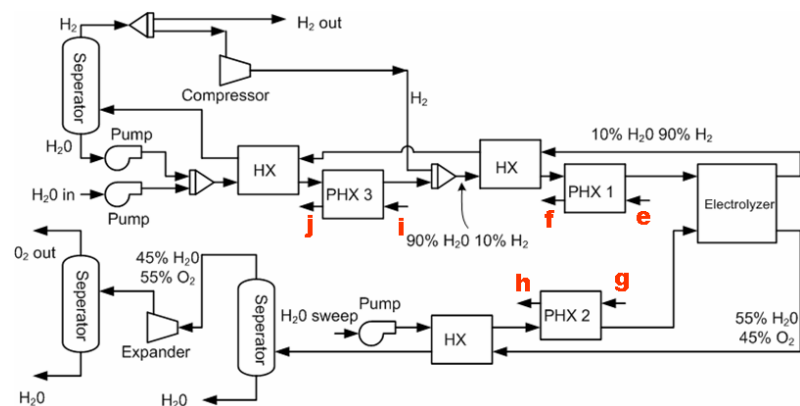 H2
H2 out
Seperator
Compressor
H2
Pump
H20
10% H20 90% H2
HX
HX
PHX 3
PHX 1
H20 in
Pump
Electrolyzer
j
i
f
e
90% H20 10% H2
02 out
45% H20
55% O2
h
g
Seperator
Seperator
H20 sweep
Pump
PHX 2
Expander
HX
55% H20
45% O2
H20
H20